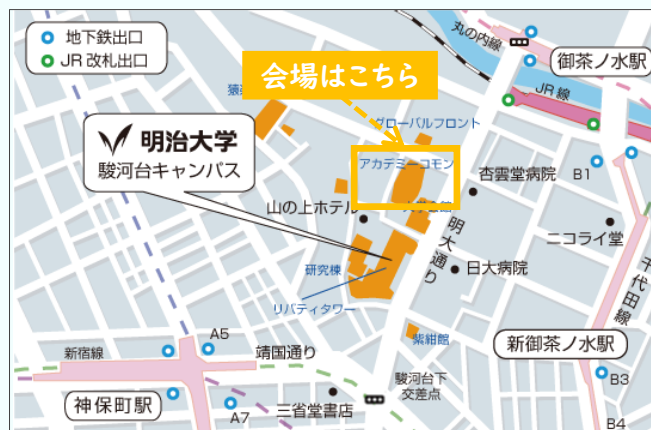 地下鉄出口
JR 改札出口
丸の内線
御茶ノ水駅
会場はこちら
JR 線
グローバルフロント
明治大学
駿河台キャンパス
アカデミーコモン
杏雲堂病院
B1
山の上ホテル
明大通り
ニコライ堂
研究棟
日大病院
千代田線
リバティタワー
紫紺館
A5
新宿線
靖国通り
新御茶ノ水駅
駿河台下
交差点
B3
神保町駅
A7
三省堂書店
B4